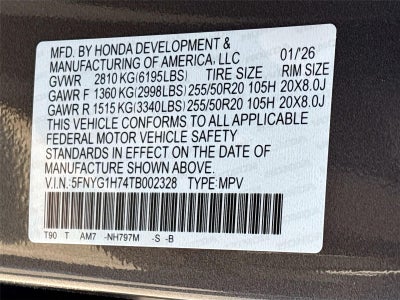 MFD. BY HONDA DEVELOPMENT &
MANUFACTURING OF AMERICA, LLC 01/26
GVWR 2810 KG(6195LBS) TIRE SIZE RIM SIZE
GAWR F 1360 KG(2998LBS) 255/50R20 105H 20X8.0J
GAWR R 1515 KG(3340LBS) 255/50R20 105H 20X8.0J
THIS VEHICLE CONFORMS TO ALL APPLICABLE
FEDERAL MOTOR VEHICLE SAFETY
STANDARDS IN EFFECT ON THE DATE OF
MANUFACTURE SHOWN ABOVE.
V.I.N.:5FNYG1H74TB002328 TYPE:MPV
T90 T AM7 -NH797M -S -B